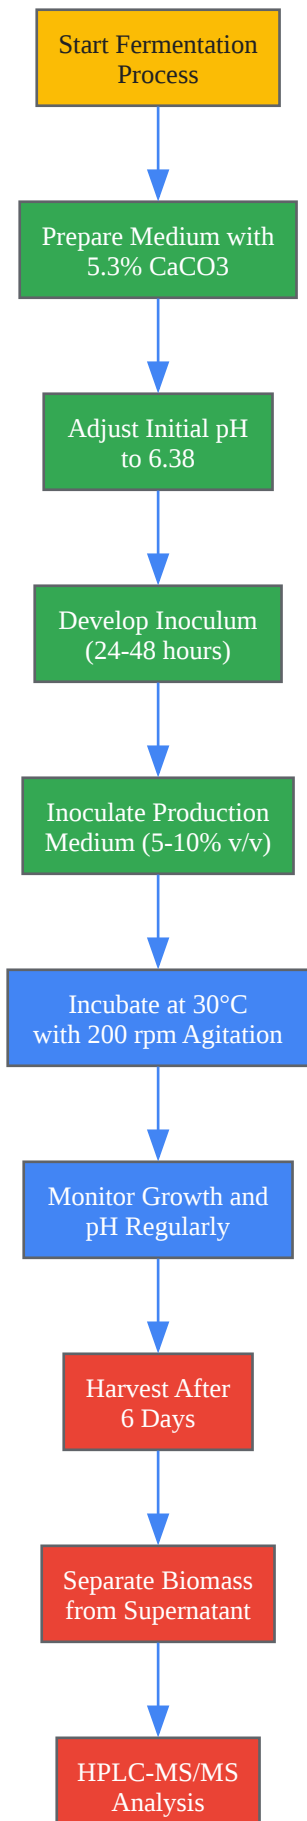 Start Fermentation
Process
Prepare Medium with
5.3% CaCO3
Adjust Initial pH
to 6.38
Develop Inoculum
(24-48 hours)
Inoculate Production
Medium (5-10% v/v)
Incubate at 30°C
with 200 rpm Agitation
Monitor Growth and
pH Regularly
Harvest After
6 Days
Separate Biomass
from Supernatant
HPLC-MS/MS
Analysis